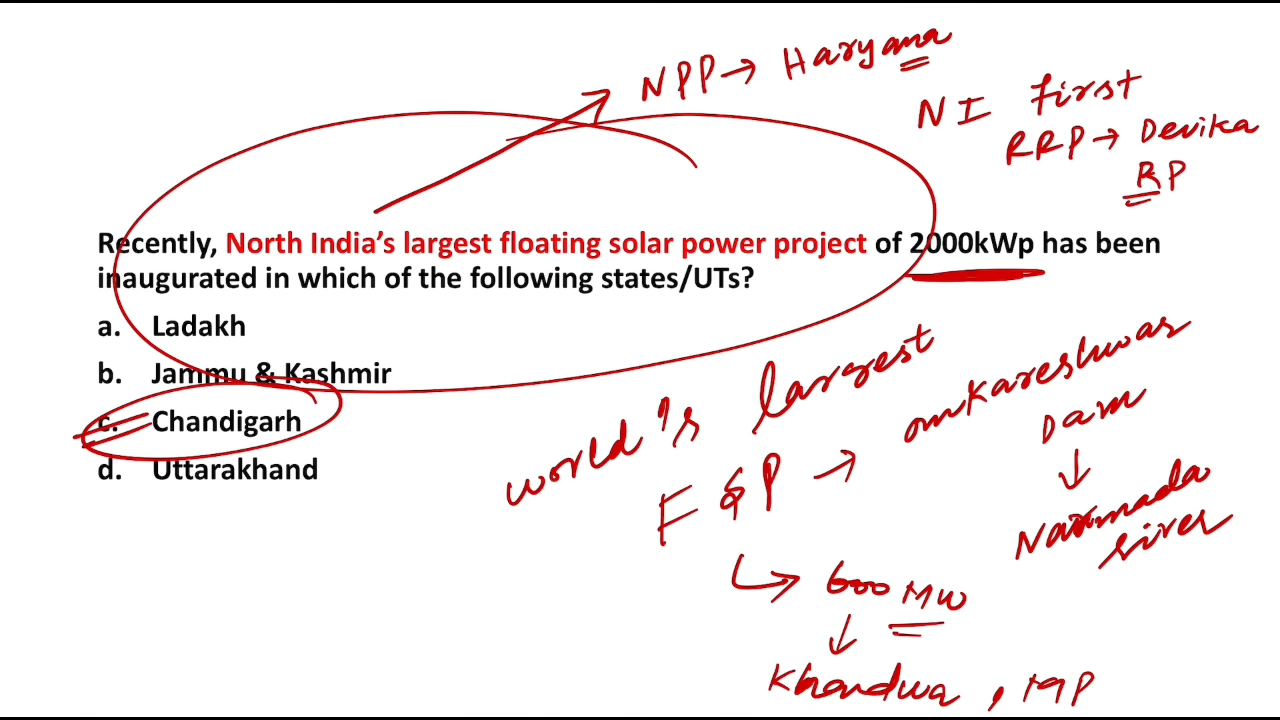 NPP → Haryana
NI first
RRP → Devika
RP
Recently, North India's largest floating solar power project of 2000kWp has been
inaugurated in which of the following states/UTs?
a. Ladakh
b. Jammu & Kashmir
c. Chandigarh
d. Uttarakhand
world's largest
FSP → omkareshwar
Dam
↓
Narmada
river
↳ 600 MW
↓
Khandwa, MP